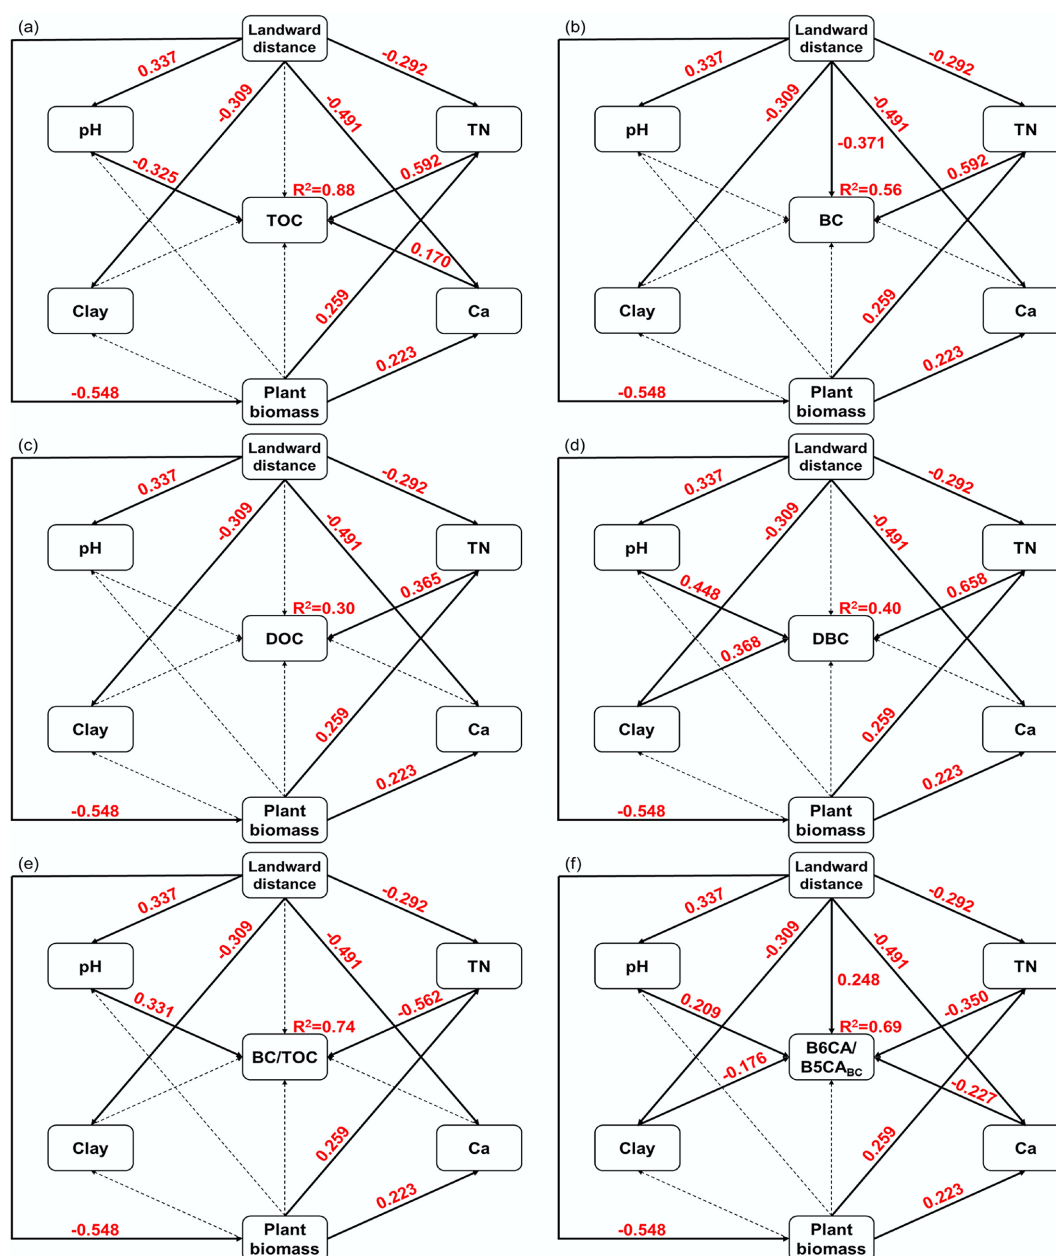 (a)
Landward
distance
0.337
-0.292
-0.309
-0.491
pH
TN
-0.325
0.592
R²=0.88
TOC
0.170
Clay
0.259
Ca
0.223
-0.548
Plant
biomass
(b)
Landward
distance
0.337
-0.292
-0.309
-0.491
pH
TN
-0.371
0.592
R²=0.56
BC
Clay
0.259
Ca
0.223
-0.548
Plant
biomass
(c)
Landward
distance
0.337
-0.292
-0.309
-0.491
pH
TN
0.365
R²=0.30
DOC
Clay
0.259
Ca
0.223
-0.548
Plant
biomass
(d)
Landward
distance
0.337
-0.292
-0.309
-0.491
pH
TN
0.448
0.658
R²=0.40
DBC
0.368
Clay
0.259
Ca
0.223
-0.548
Plant
biomass
(e)
Landward
distance
0.337
-0.292
-0.309
-0.491
pH
TN
0.331
-0.562
R²=0.74
BC/TOC
Clay
0.259
Ca
0.223
-0.548
Plant
biomass
(f)
Landward
distance
0.337
-0.292
-0.309
-0.491
pH
TN
0.248
0.209
-0.350
R²=0.69
B6CA/
B5CA_BC
-0.176
-0.227
Clay
0.259
Ca
0.223
-0.548
Plant
biomass